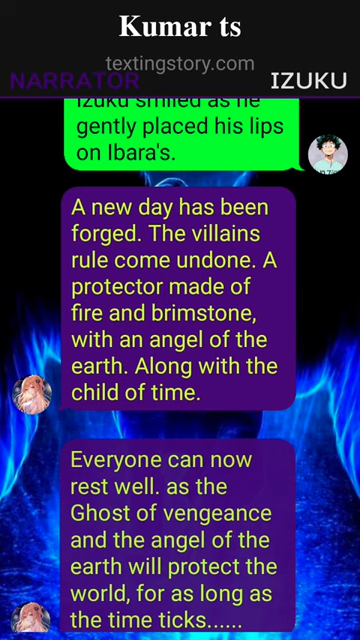 Kumar ts
textingstory.com
NARRATOR
IZUKU
Izuku smiled as he
gently placed his lips
on Ibara's.
A new day has been
forged. The villains
rule come undone. A
protector made of
fire and brimstone,
with an angel of the
earth. Along with the
child of time.
Everyone can now
rest well. as the
Ghost of vengeance
and the angel of the
earth will protect the
world, for as long as
the time ticks......